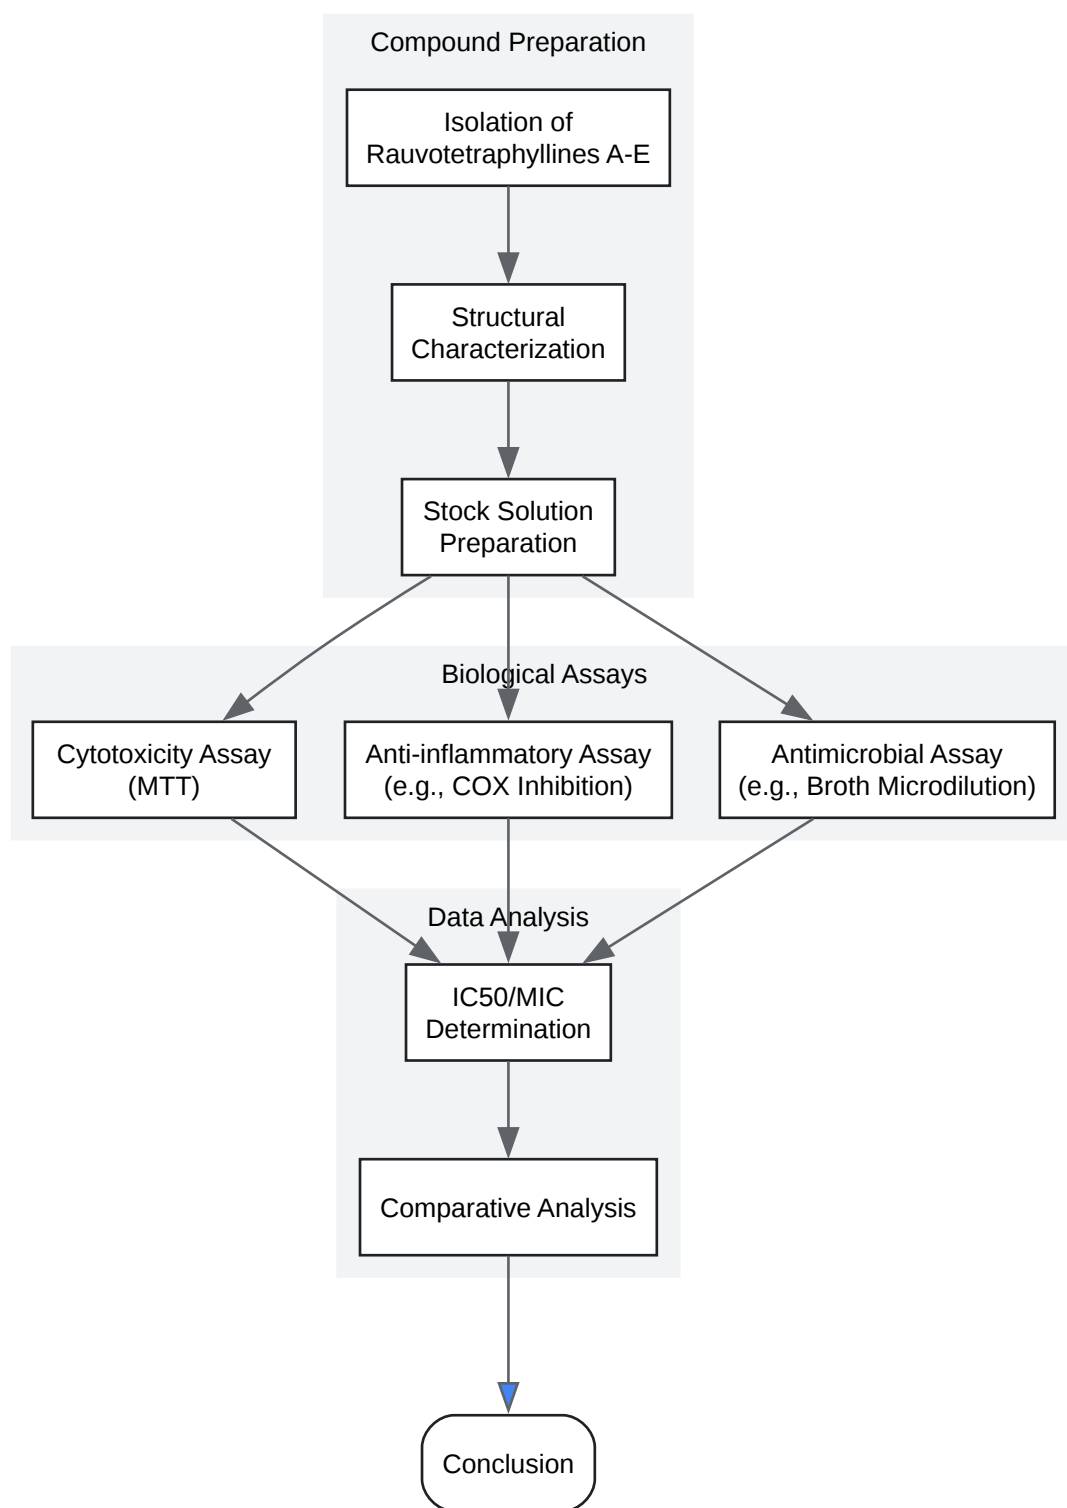 Compound Preparation
Isolation of
Rauvotetraphyllines A-E
Structural
Characterization
Stock Solution
Preparation
Biological Assays
Cytotoxicity Assay
(MTT)
Anti-inflammatory Assay
(e.g., COX Inhibition)
Antimicrobial Assay
(e.g., Broth Microdilution)
Data Analysis
IC50/MIC
Determination
Comparative Analysis
Conclusion